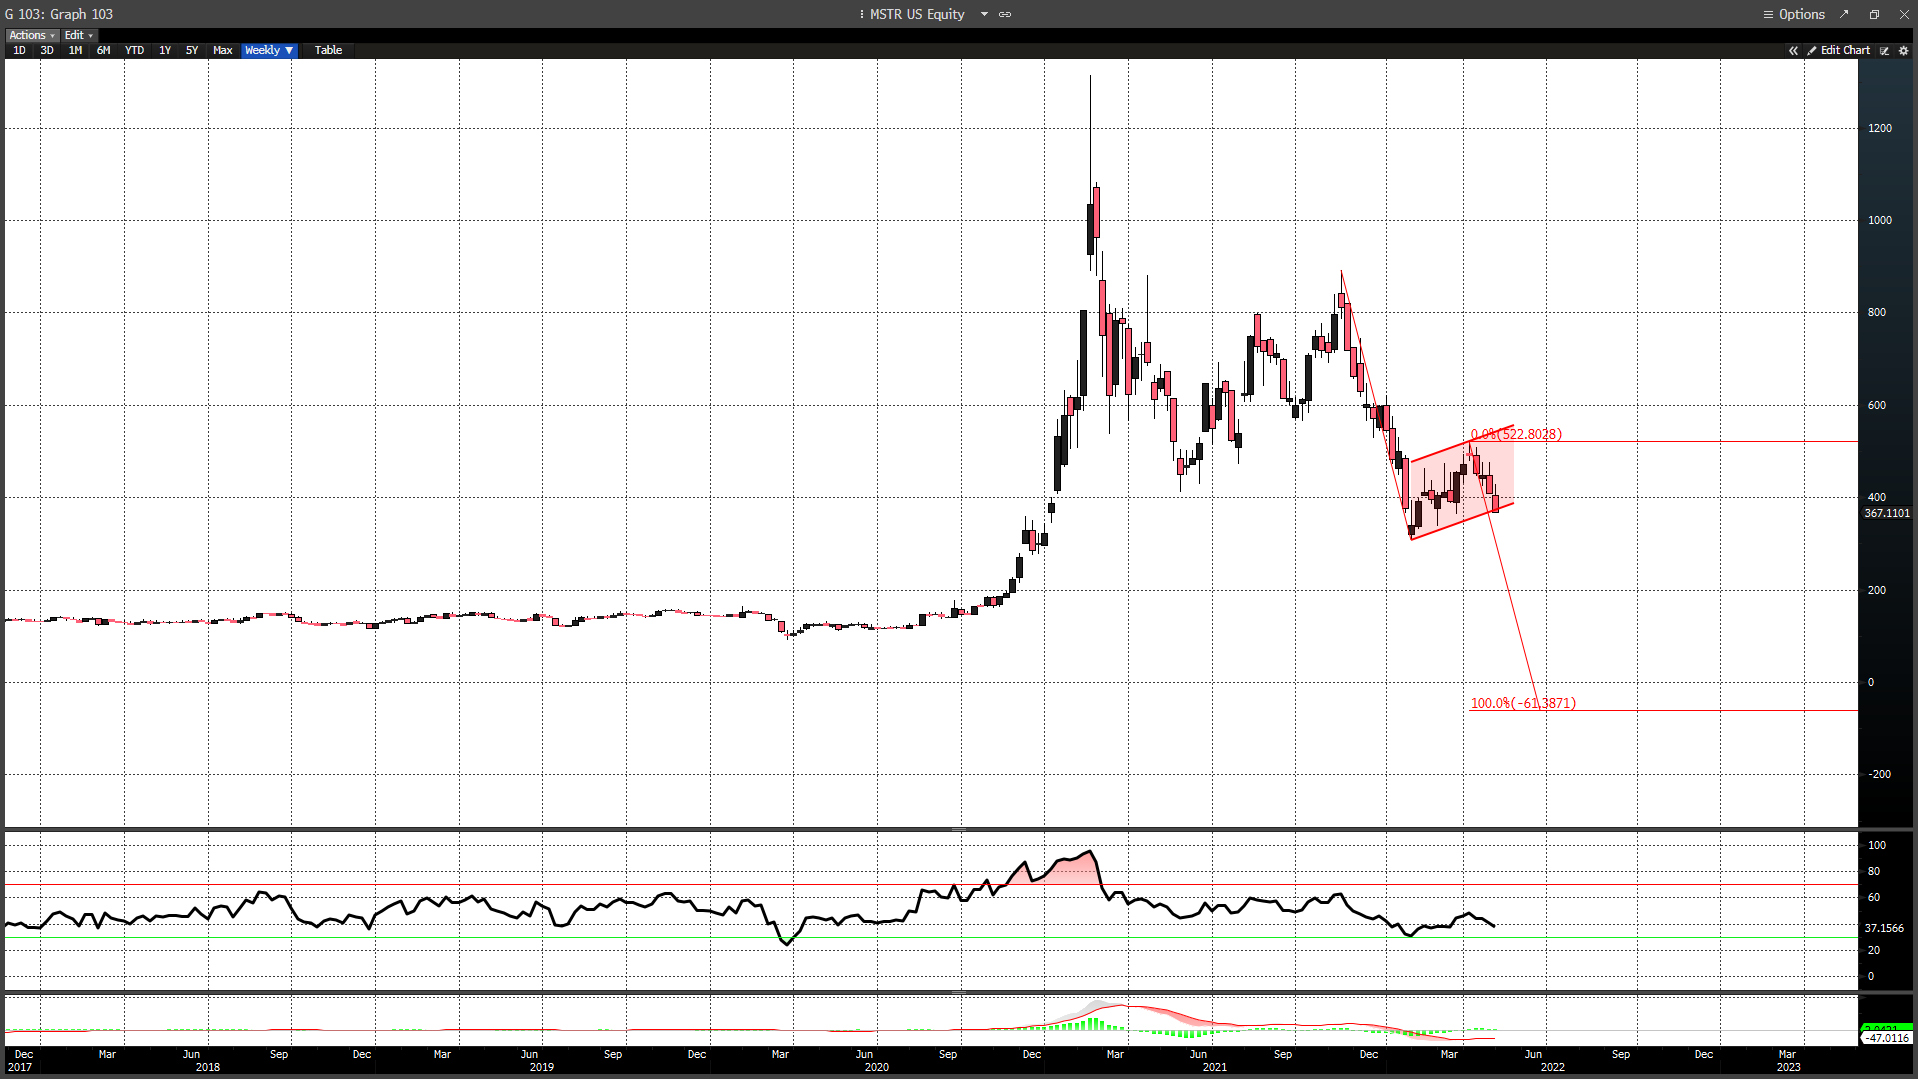 G 103: Graph 103
MSTR US Equity
Options
Actions Edit
1D 3D 1M 6M YTD 1Y 5Y Max Weekly ▼ Table
« Edit Chart
1200
1000
800
600
0.0%(522.8028)
400
367.1101
200
0
100.0%(-61.3871)
-200
100
80
60
37.1566
20
0
-47.0116
Dec Mar Jun Sep Dec Mar Jun Sep Dec Mar Jun Sep Dec Mar Jun Sep Dec Mar Jun Sep Dec Mar
2017 2018 2019 2020 2021 2022 2023